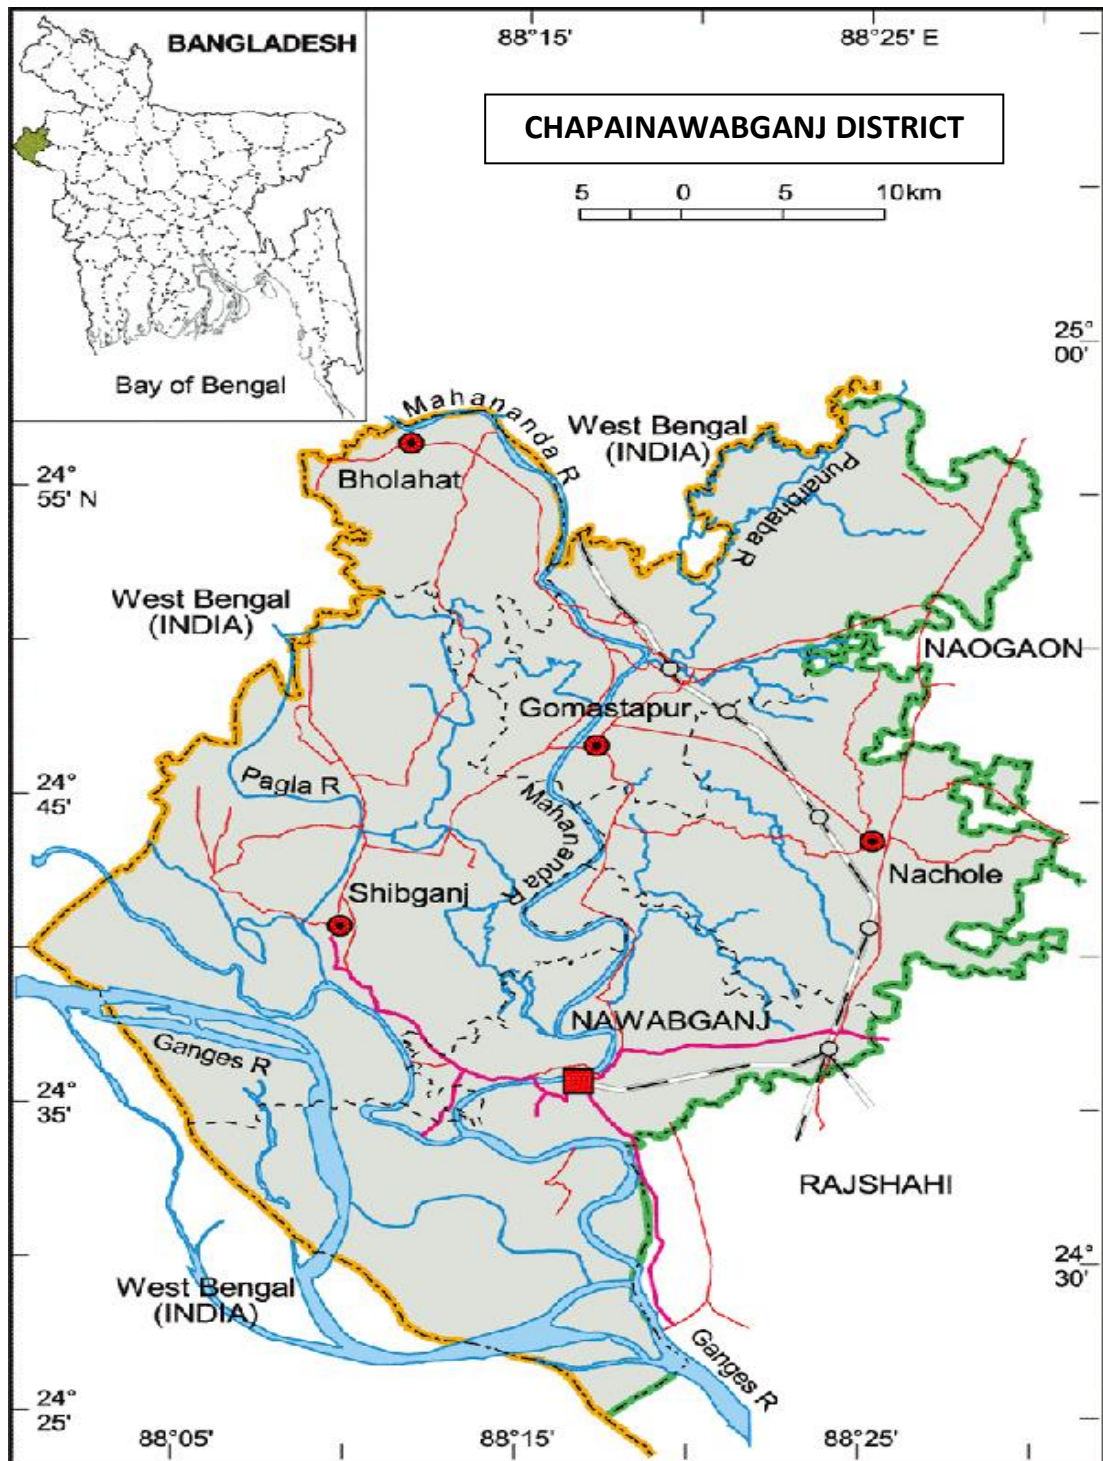 BANGLADESH
Bay of Bengal
88°15'
88°25' E
CHAPAINAWABGANJ DISTRICT
5 0 5 10km
25°
00'
Mahananda R
West Bengal
(INDIA)
Punarbhaba R
24°
55' N
Bholahat
West Bengal
(INDIA)
NAOGAON
Gomastapur
24°
45'
Pagla R
Mahananda R
Nachole
Shibganj
NAWABGANJ
Ganges R
24°
35'
RAJSHAHI
West Bengal
(INDIA)
24°
30'
Ganges R
24°
25'
88°05'
88°15'
88°25'